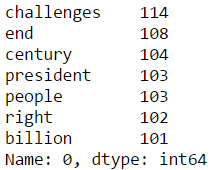 challenges    114
end           108
century       104
president     103
people        103
right         102
billion       101
Name: 0, dtype: int64